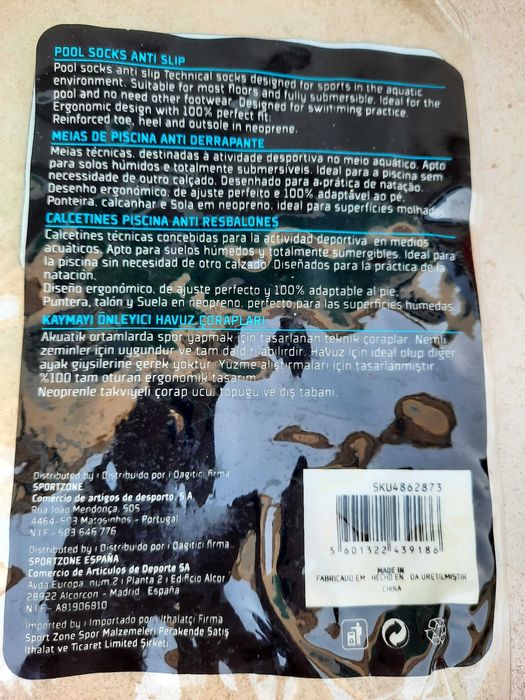 POOL SOCKS ANTI SLIP
Pool socks anti slip Technical socks designed for sports in the aquatic
environment. Suitable for most floors and fully submersible. Ideal for the
pool and no need other footwear. Designed for swimming practice.
Ergonomic design with 100% perfect fit.
Reinforced toe, heel and outsole in neoprene.
MEIAS DE PISCINA ANTI DERRAPANTE
Meias técnicas, destinadas à atividade desportiva no meio aquático. Apto
para solos húmidos e totalmente submersíveis. Ideal para a piscina sem
necessidade de outro calçado. Desenhado para a prática de natação.
Desenho ergonómico, de ajuste perfeito e 100% adaptável ao pé.
Ponteira, calcanhar e Sola em neopreno, ideal para superfícies molhadas
CALCETINES PISCINA ANTI RESBALONES
Calcetines técnicas concebidas para la actividad deportiva en medios
acuáticos. Apto para suelos húmedos y totalmente sumergibles. Ideal para
la piscina sin necesidad de otro calzado. Diseñados para la práctica de la
natación.
Diseño ergonómico, de ajuste perfecto y 100% adaptable al pie.
Puntera, talón y Suela en neopreno, perfecto para las superfícies húmedas
KAYMAYI ÖNLEYICI HAVUZ ÇORAPLARI
Akuatik ortamlarda spor yapmak için tasarlanan teknik çoraplar. Nemli
zeminler için uygundur ve tam daldırılabilirdir. Havuz için ideal olup diğer
ayak giysilerine gerek yoktur. Yüzme alıştırmaları için tasarlanmıştır.
%100 tam oturan ergonomik tasarım.
Neoprenle takviyeli çorap ucu, topuğu ve dış tabanı.
Distributed by ı Distribuido por ı Dagitici firma
SPORTZONE
Comércio de artigos de desporto, S.A.
Rua João Mendonça, 505
4464-503 Matosinhos - Portugal
NIF - 503 646 776
Distributed by ı Distribuido por ı Dagitici firma
SPORTZONE ESPAÑA
Comercio de Artículos de Deporte SA
Avda.Europa, num.2 ı Planta 2 ı Edificio Alcor
28922 Alcorcon - Madrid España
NIF- A81906810
Imported by ı Importado por ı Ithalatçi Firma
Sport Zone Spor Malzemeleri Perakende Satiş
Ithalat ve Ticaret Limited Şirketi
SKU4862873
5 601322 439186
MADE IN
FABRICADO EM HECHO EN DA URETILMISTIR
CHINA